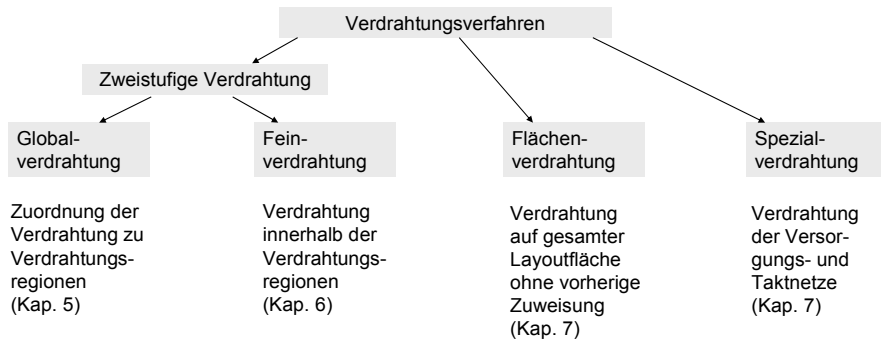 Verdrahtungsverfahren
Zweistufige Verdrahtung
Global-
verdrahtung
Fein-
verdrahtung
Flächen-
verdrahtung
Spezial-
verdrahtung
Zuordnung der
Verdrahtung zu
Verdrahtungs-
regionen
(Kap. 5)
Verdrahtung
innerhalb der
Verdrahtungs-
regionen
(Kap. 6)
Verdrahtung
auf gesamter
Layoutfläche
ohne vorherige
Zuweisung
(Kap. 7)
Verdrahtung
der Versor-
gungs- und
Taktnetze
(Kap. 7)